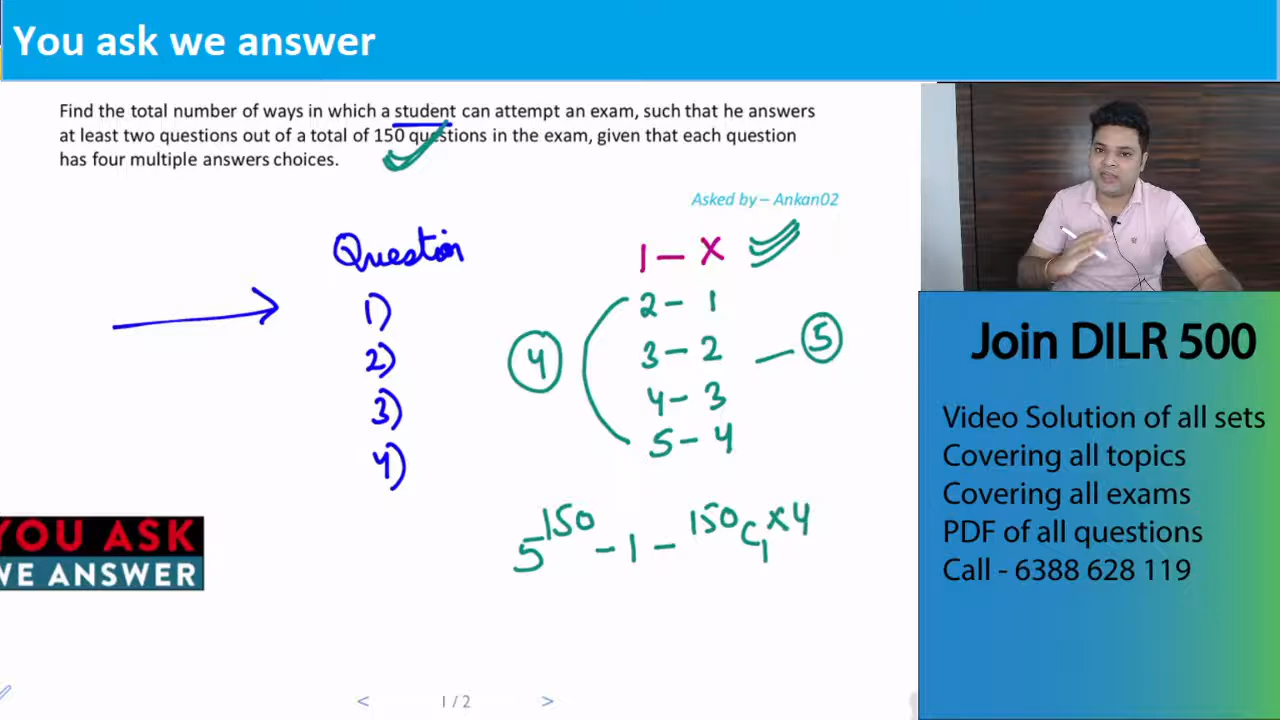 You ask we answer
Find the total number of ways in which a student can attempt an exam, such that he answers
at least two questions out of a total of 150 questions in the exam, given that each question
has four multiple answers choices.
Asked by – Ankan02
Question
1)
2)
3)
4)
1 — X
2 - 1
3 - 2
4 - 3
5 - 4
4
5
5^150 - 1 - ^150C_1 x 4
YOU ASK
WE ANSWER
< 1 / 2 >
Join DILR 500
Video Solution of all sets
Covering all topics
Covering all exams
PDF of all questions
Call - 6388 628 119